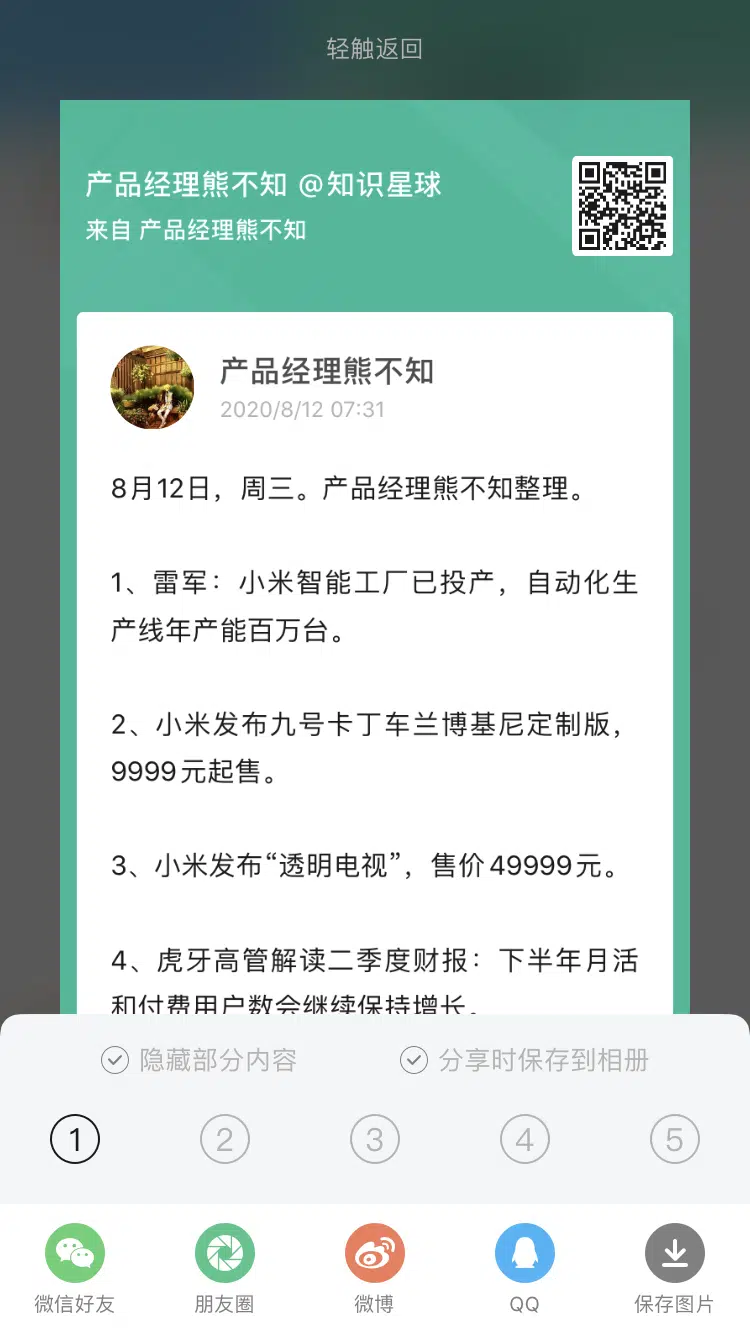 轻触返回
产品经理熊不知 @知识星球
来自 产品经理熊不知
产品经理熊不知
2020/8/12 07:31
8月12日，周三。产品经理熊不知整理。
1、雷军：小米智能工厂已投产，自动化生
产线年产能百万台。
2、小米发布九号卡丁车兰博基尼定制版，
9999元起售。
3、小米发布“透明电视”，售价49999元。
4、虎牙高管解读二季度财报：下半年月活
和付费用户数会继续保持增长。
隐藏部分内容
分享时保存到相册
1
2
3
4
5
微信好友
朋友圈
微博
QQ
保存图片